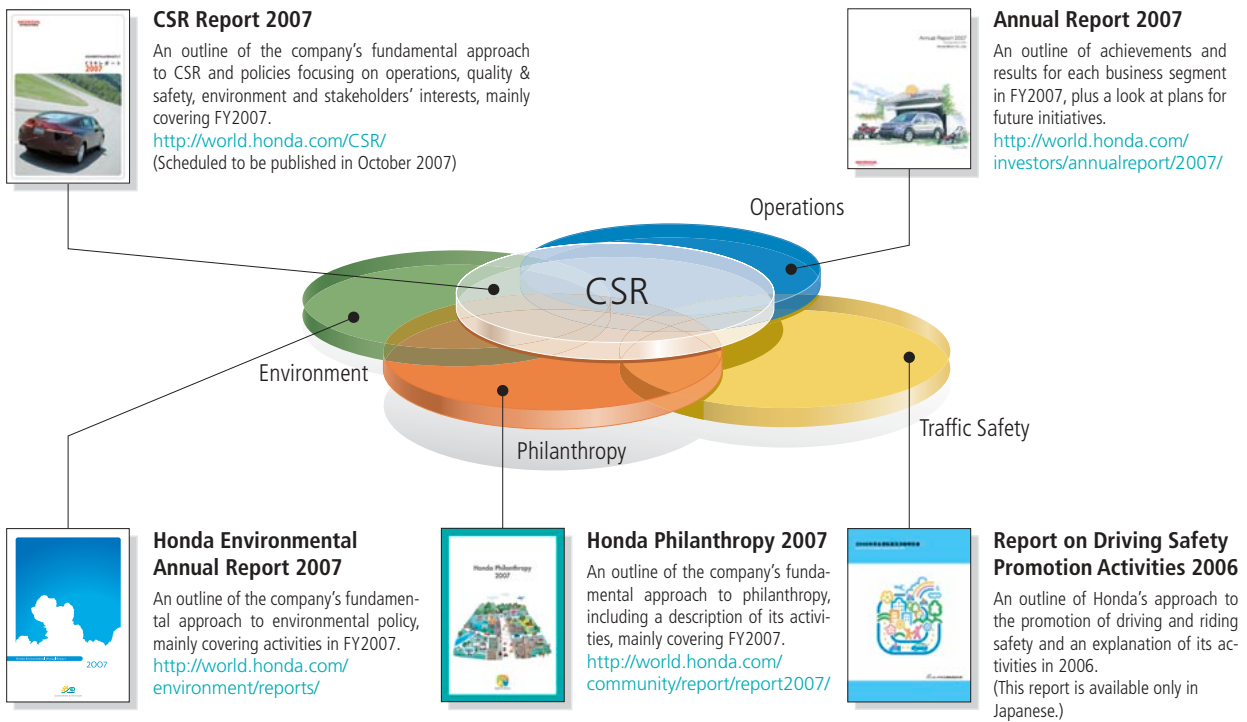 CSR Report 2007
An outline of the company's fundamental approach
to CSR and policies focusing on operations, quality &
safety, environment and stakeholders' interests, mainly
covering FY2007.
http://world.honda.com/CSR/
(Scheduled to be published in October 2007)
2007
Annual Report 2007
Annual Report 2007
An outline of achievements and
results for each business segment
in FY2007, plus a look at plans for
future initiatives.
http://world.honda.com/
investors/annualreport/2007/
Operations
CSR
Environment
Philanthropy
Traffic Safety
2007
Honda Environmental
Annual Report 2007
An outline of the company's fundamen-
tal approach to environmental policy,
mainly covering activities in FY2007.
http://world.honda.com/
environment/reports/
Honda Philanthropy
2007
Honda Philanthropy 2007
An outline of the company's funda-
mental approach to philanthropy,
including a description of its activi-
ties, mainly covering FY2007.
http://world.honda.com/
community/report/report2007/
Report on Driving Safety
Promotion Activities 2006
An outline of Honda's approach to
the promotion of driving and riding
safety and an explanation of its ac-
tivities in 2006.
(This report is available only in
Japanese.)